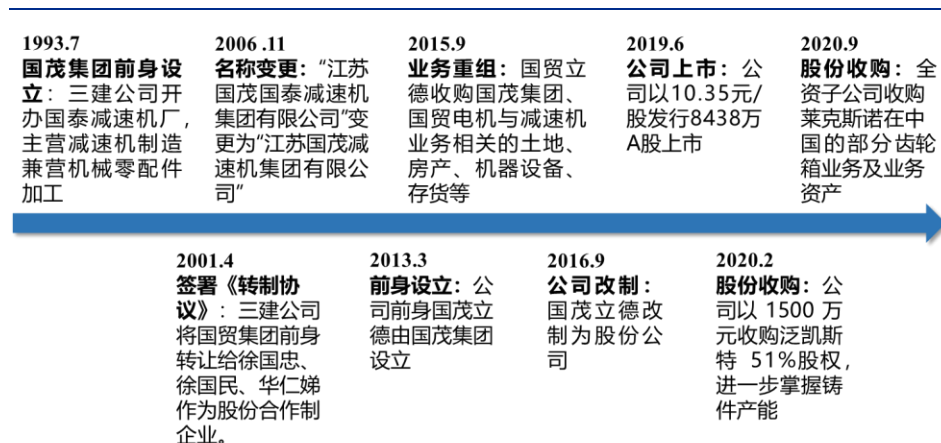 1993.7
国茂集团前身设
立：三建公司开
办国泰减速机厂，
主营减速机制造
兼营机械零配件
加工
2006 .11
名称变更：“江苏
国茂国泰减速机
集团有限公司”变
更为“江苏国茂减
速机集团有限公
司”
2015.9
业务重组：国贸立
德收购国茂集团、
国贸电机与减速机
业务相关的土地、
房产、机器设备、
存货等
2019.6
公司上市：公
司以10.35元/
股发行8438万
A股上市
2020.9
股份收购：全
资子公司收购
莱克斯诺在中
国的部分齿轮
箱业务及业务
资产
2001.4
签署《转制协
议》：三建公司
将国贸集团前身
转让给徐国忠、
徐国民、华仁娣
作为股份合作制
企业。
2013.3
前身设立：公
司前身国茂立
德由国茂集团
设立
2016.9
公司改制：
国茂立德改
制为股份公
司
2020.2
股份收购：公
司以 1500 万
元收购泛凯斯
特 51%股权，
进一步掌握铸
件产能